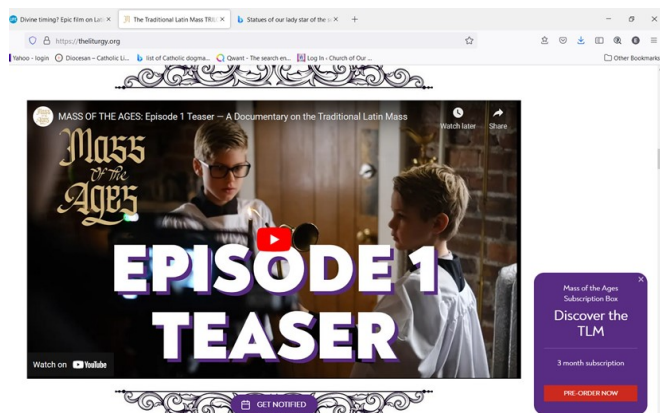 Divine timing? Epic film on Lat
The Traditional Latin Mass TRI
Statues of our lady star of the
https://theliturgy.org
Yahoo - login
Diocesan – Catholic Li...
list of Catholic dogma...
Qwant - The search en...
Log In ‹ Church of Our ...
Other Bookmarks
MASS OF THE AGES: Episode 1 Teaser — A Documentary on the Traditional Latin Mass
Watch later
Share
Mass
Of The
Ages
EPISODE 1
TEASER
Watch on YouTube
Mass of the Ages
Subscription Box
Discover the
TLM
3 month subscription
PRE-ORDER NOW
GET NOTIFIED